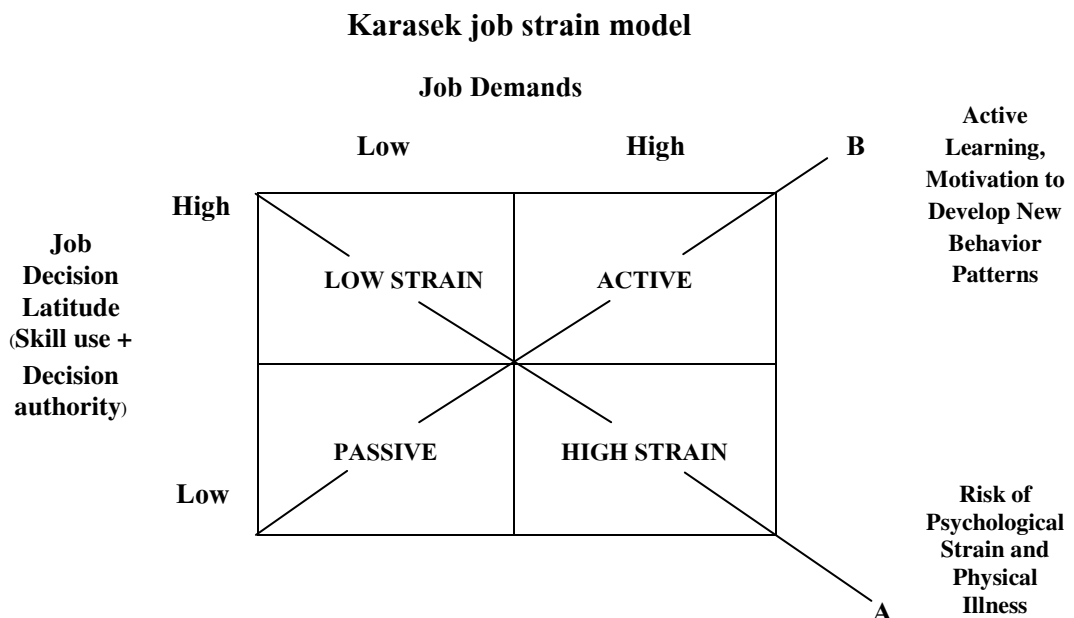 Karasek job strain model
Job Demands
Low High B
Active
Learning,
Motivation to
Develop New
Behavior
Patterns
High
Job
Decision
Latitude
(Skill use +
Decision
authority)
LOW STRAIN ACTIVE
PASSIVE HIGH STRAIN
Low
Risk of
Psychological
Strain and
Physical
Illness
A